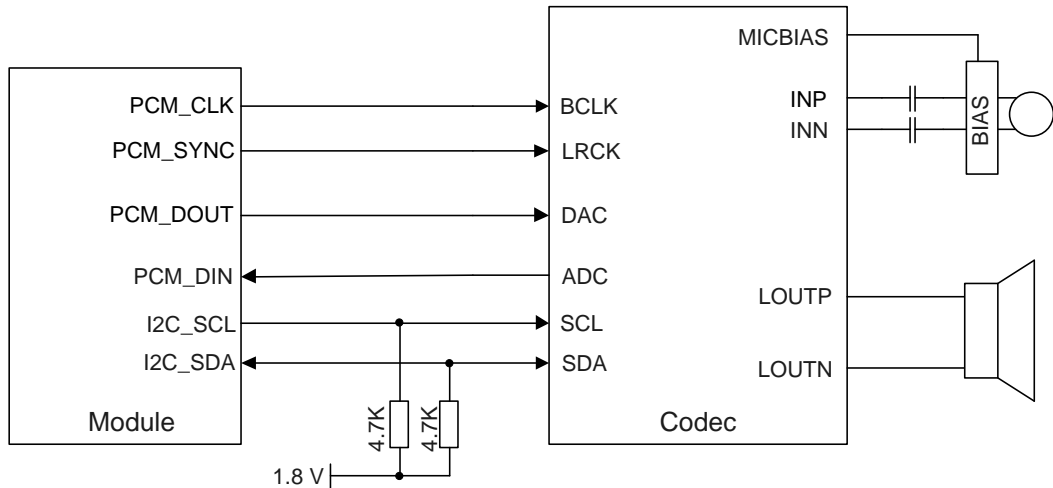 MICBIAS
PCM_CLK
BCLK
INP
INN
BIAS
PCM_SYNC
LRCK
PCM_DOUT
DAC
PCM_DIN
ADC
LOUTP
I2C_SCL
SCL
I2C_SDA
SDA
LOUTN
Module
4.7K
4.7K
Codec
1.8 V